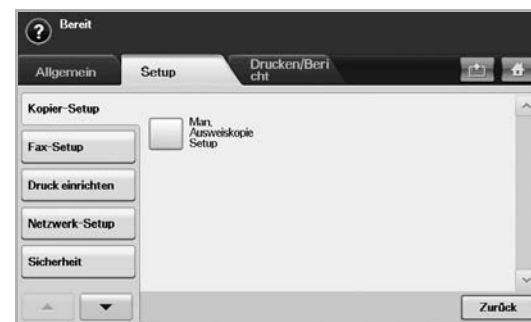 Bereit
Allgemein
Setup
Drucken/Beri
cht
Kopier-Setup
Fax-Setup
Druck einrichten
Netzwerk-Setup
Sicherheit
Man.
Ausweiskopie
Setup
Zurück